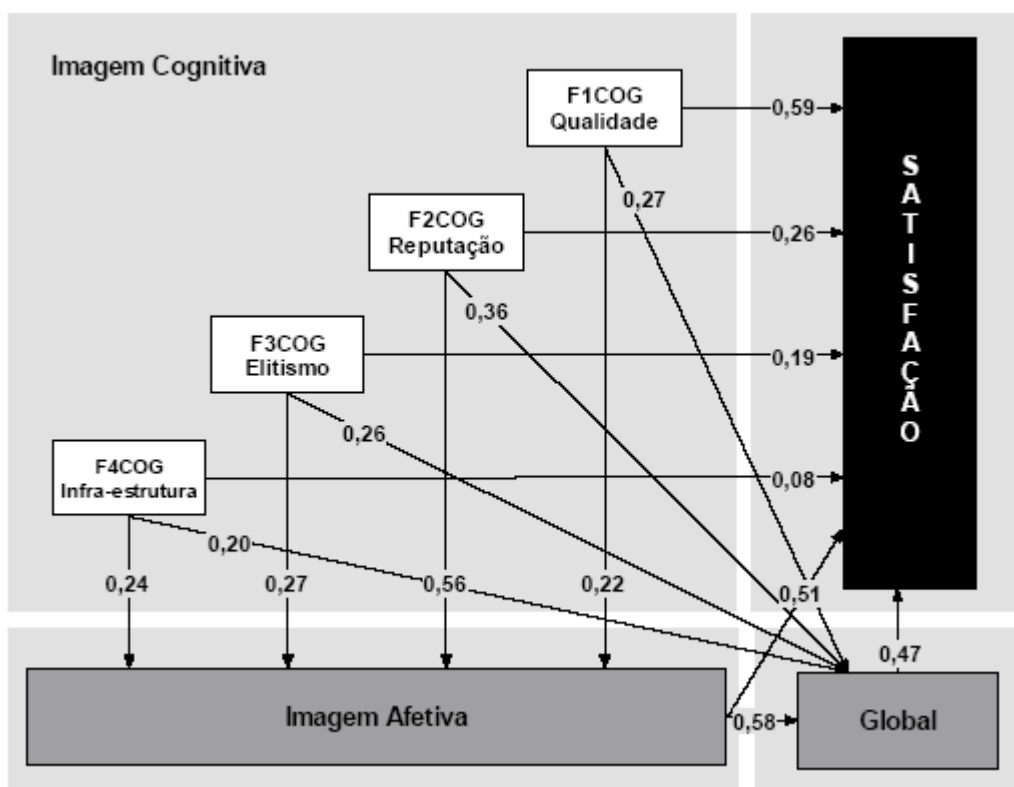 Imagem Cognitiva
F1COG
Qualidade
0,59
SATISFAÇÃO
0,27
F2COG
Reputação
0,26
0,36
F3COG
Elitismo
0,19
0,26
F4COG
Infra-estrutura
0,08
0,20
0,24
0,27
0,56
0,22
0,51
0,47
Imagem Afetiva
0,58
Global